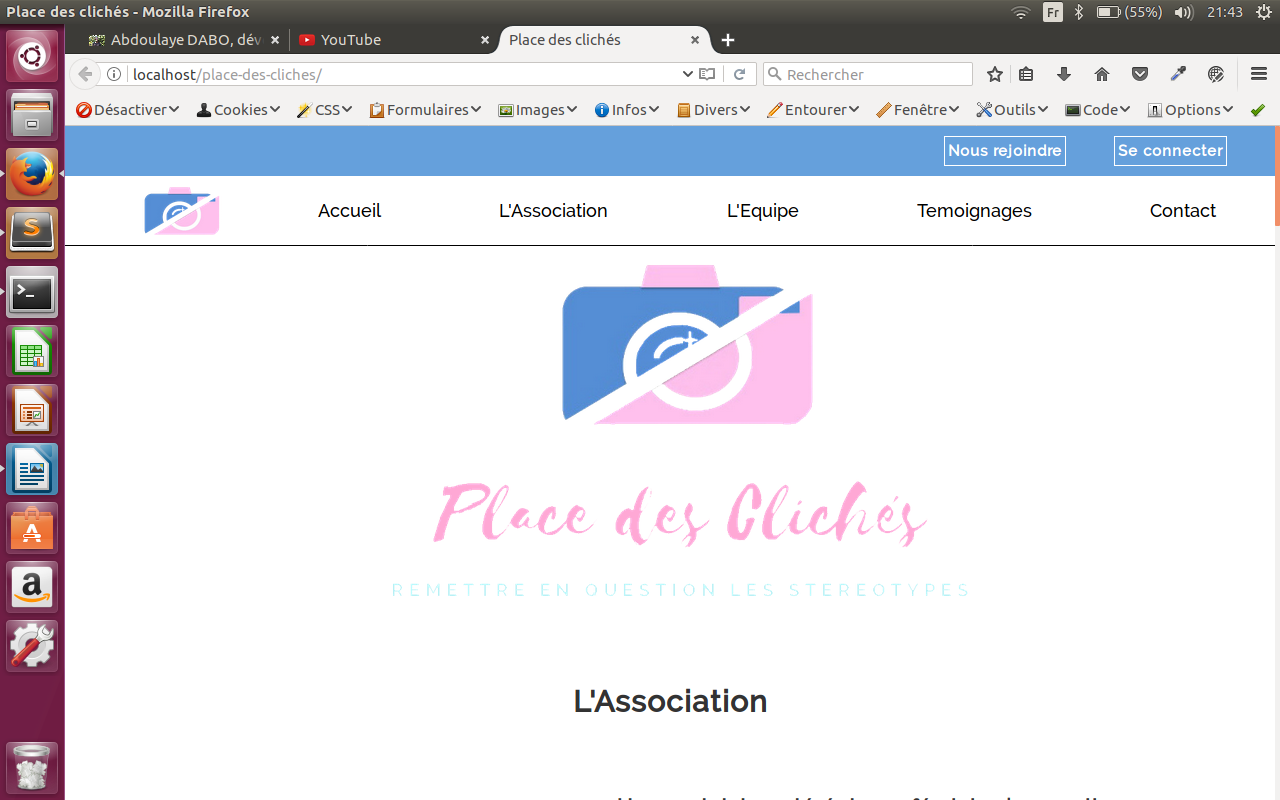 Place des clichés - Mozilla Firefox
Fr (55%) 21:43
Abdoulaye DABO, dév
YouTube
Place des clichés
localhost/place-des-cliches/
Rechercher
Désactiver Cookies CSS Formulaires Images Infos Divers Entourer Fenêtre Outils Code Options
Nous rejoindre
Se connecter
Accueil
L'Association
L'Equipe
Temoignages
Contact
Place des Clichés
REMETTRE EN QUESTION LES STEREOTYPES
L'Association